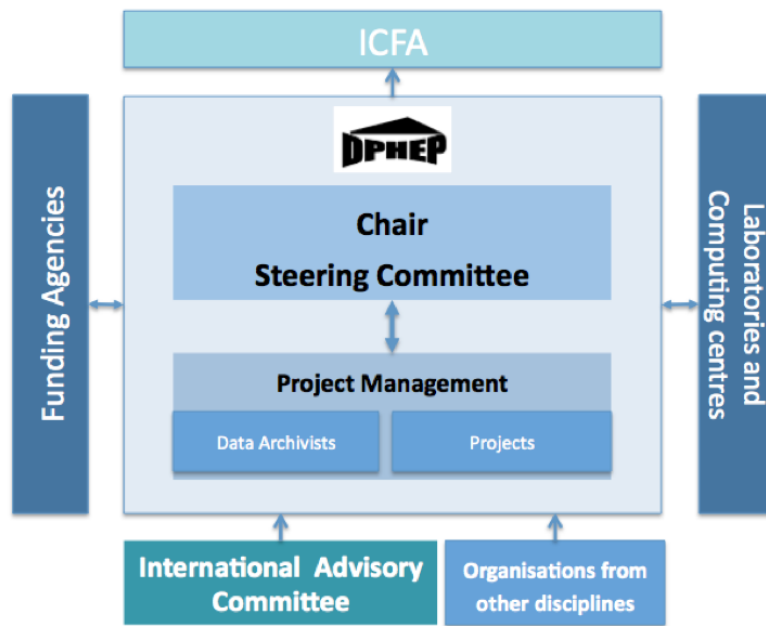 ICFA
DPHEP
Funding Agencies
Chair
Steering Committee
Project Management
Data Archivists
Projects
Laboratories and
Computing centres
International Advisory
Committee
Organisations from
other disciplines